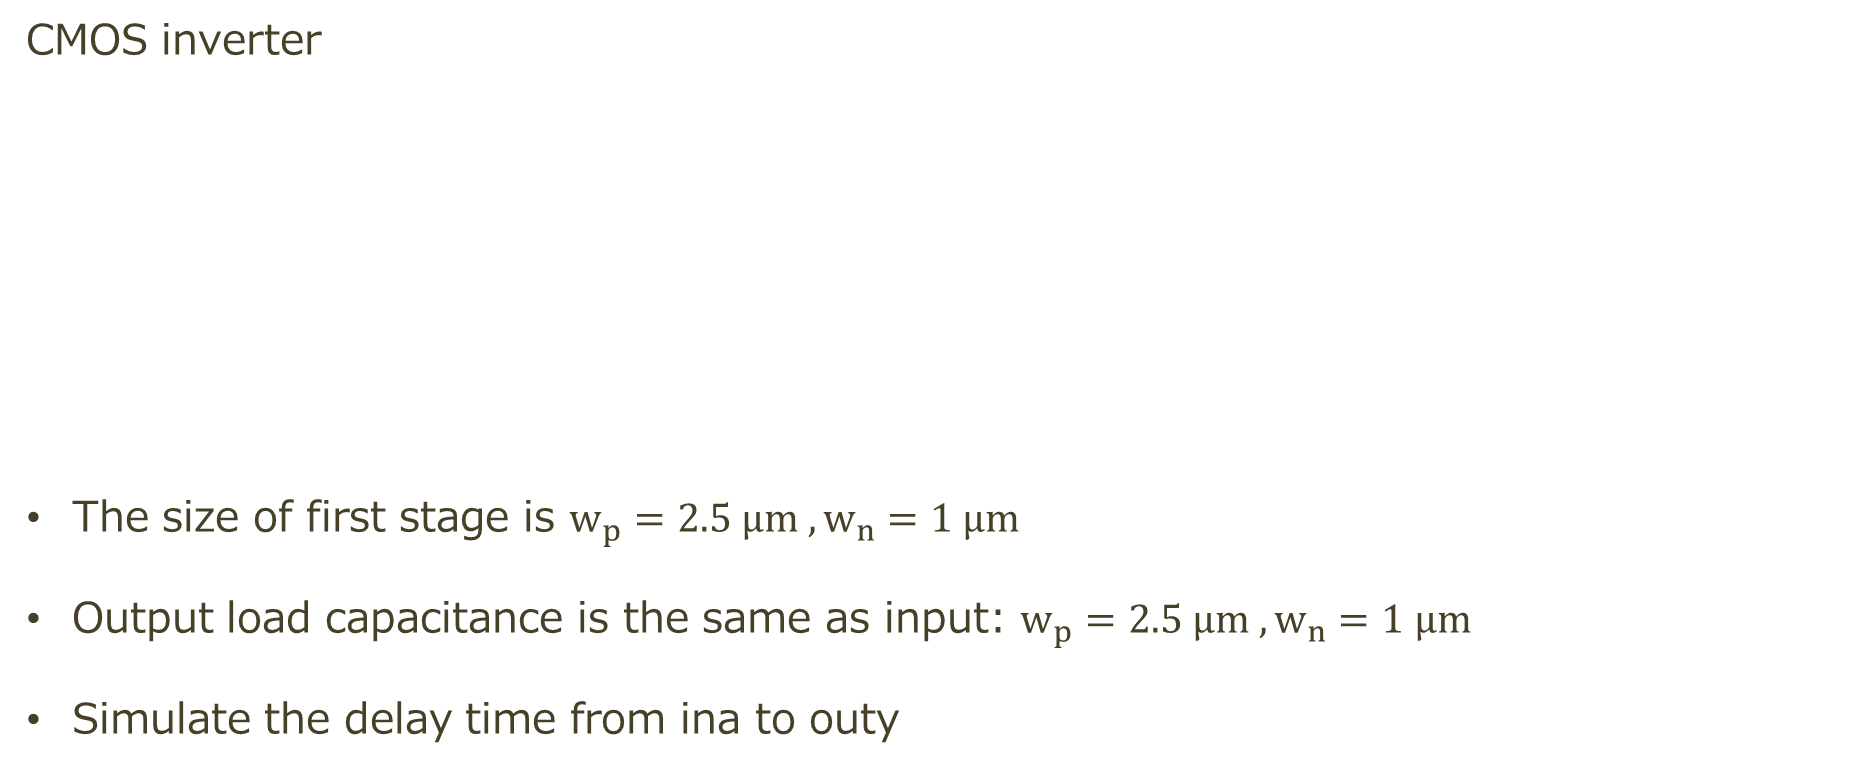 CMOS inverter
• The size of first stage is wₚ = 2.5 μm , wₙ = 1 μm
• Output load capacitance is the same as input: wₚ = 2.5 μm , wₙ = 1 μm
• Simulate the delay time from ina to outy